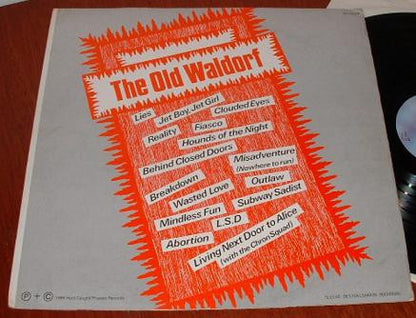 The Old Waldorf
Lies
Jet Boy, Jet Girl
Clouded Eyes
Reality
Fiasco
Hounds of the Night
Behind Closed Doors
Misadventure
(Nowhere to run)
Breakdown
Wasted Love
Outlaw
Mindless Fun
Subway Sadist
Abortion
L.S.D
Living Next Door to Alice
(with the Chron Squad)
P + C